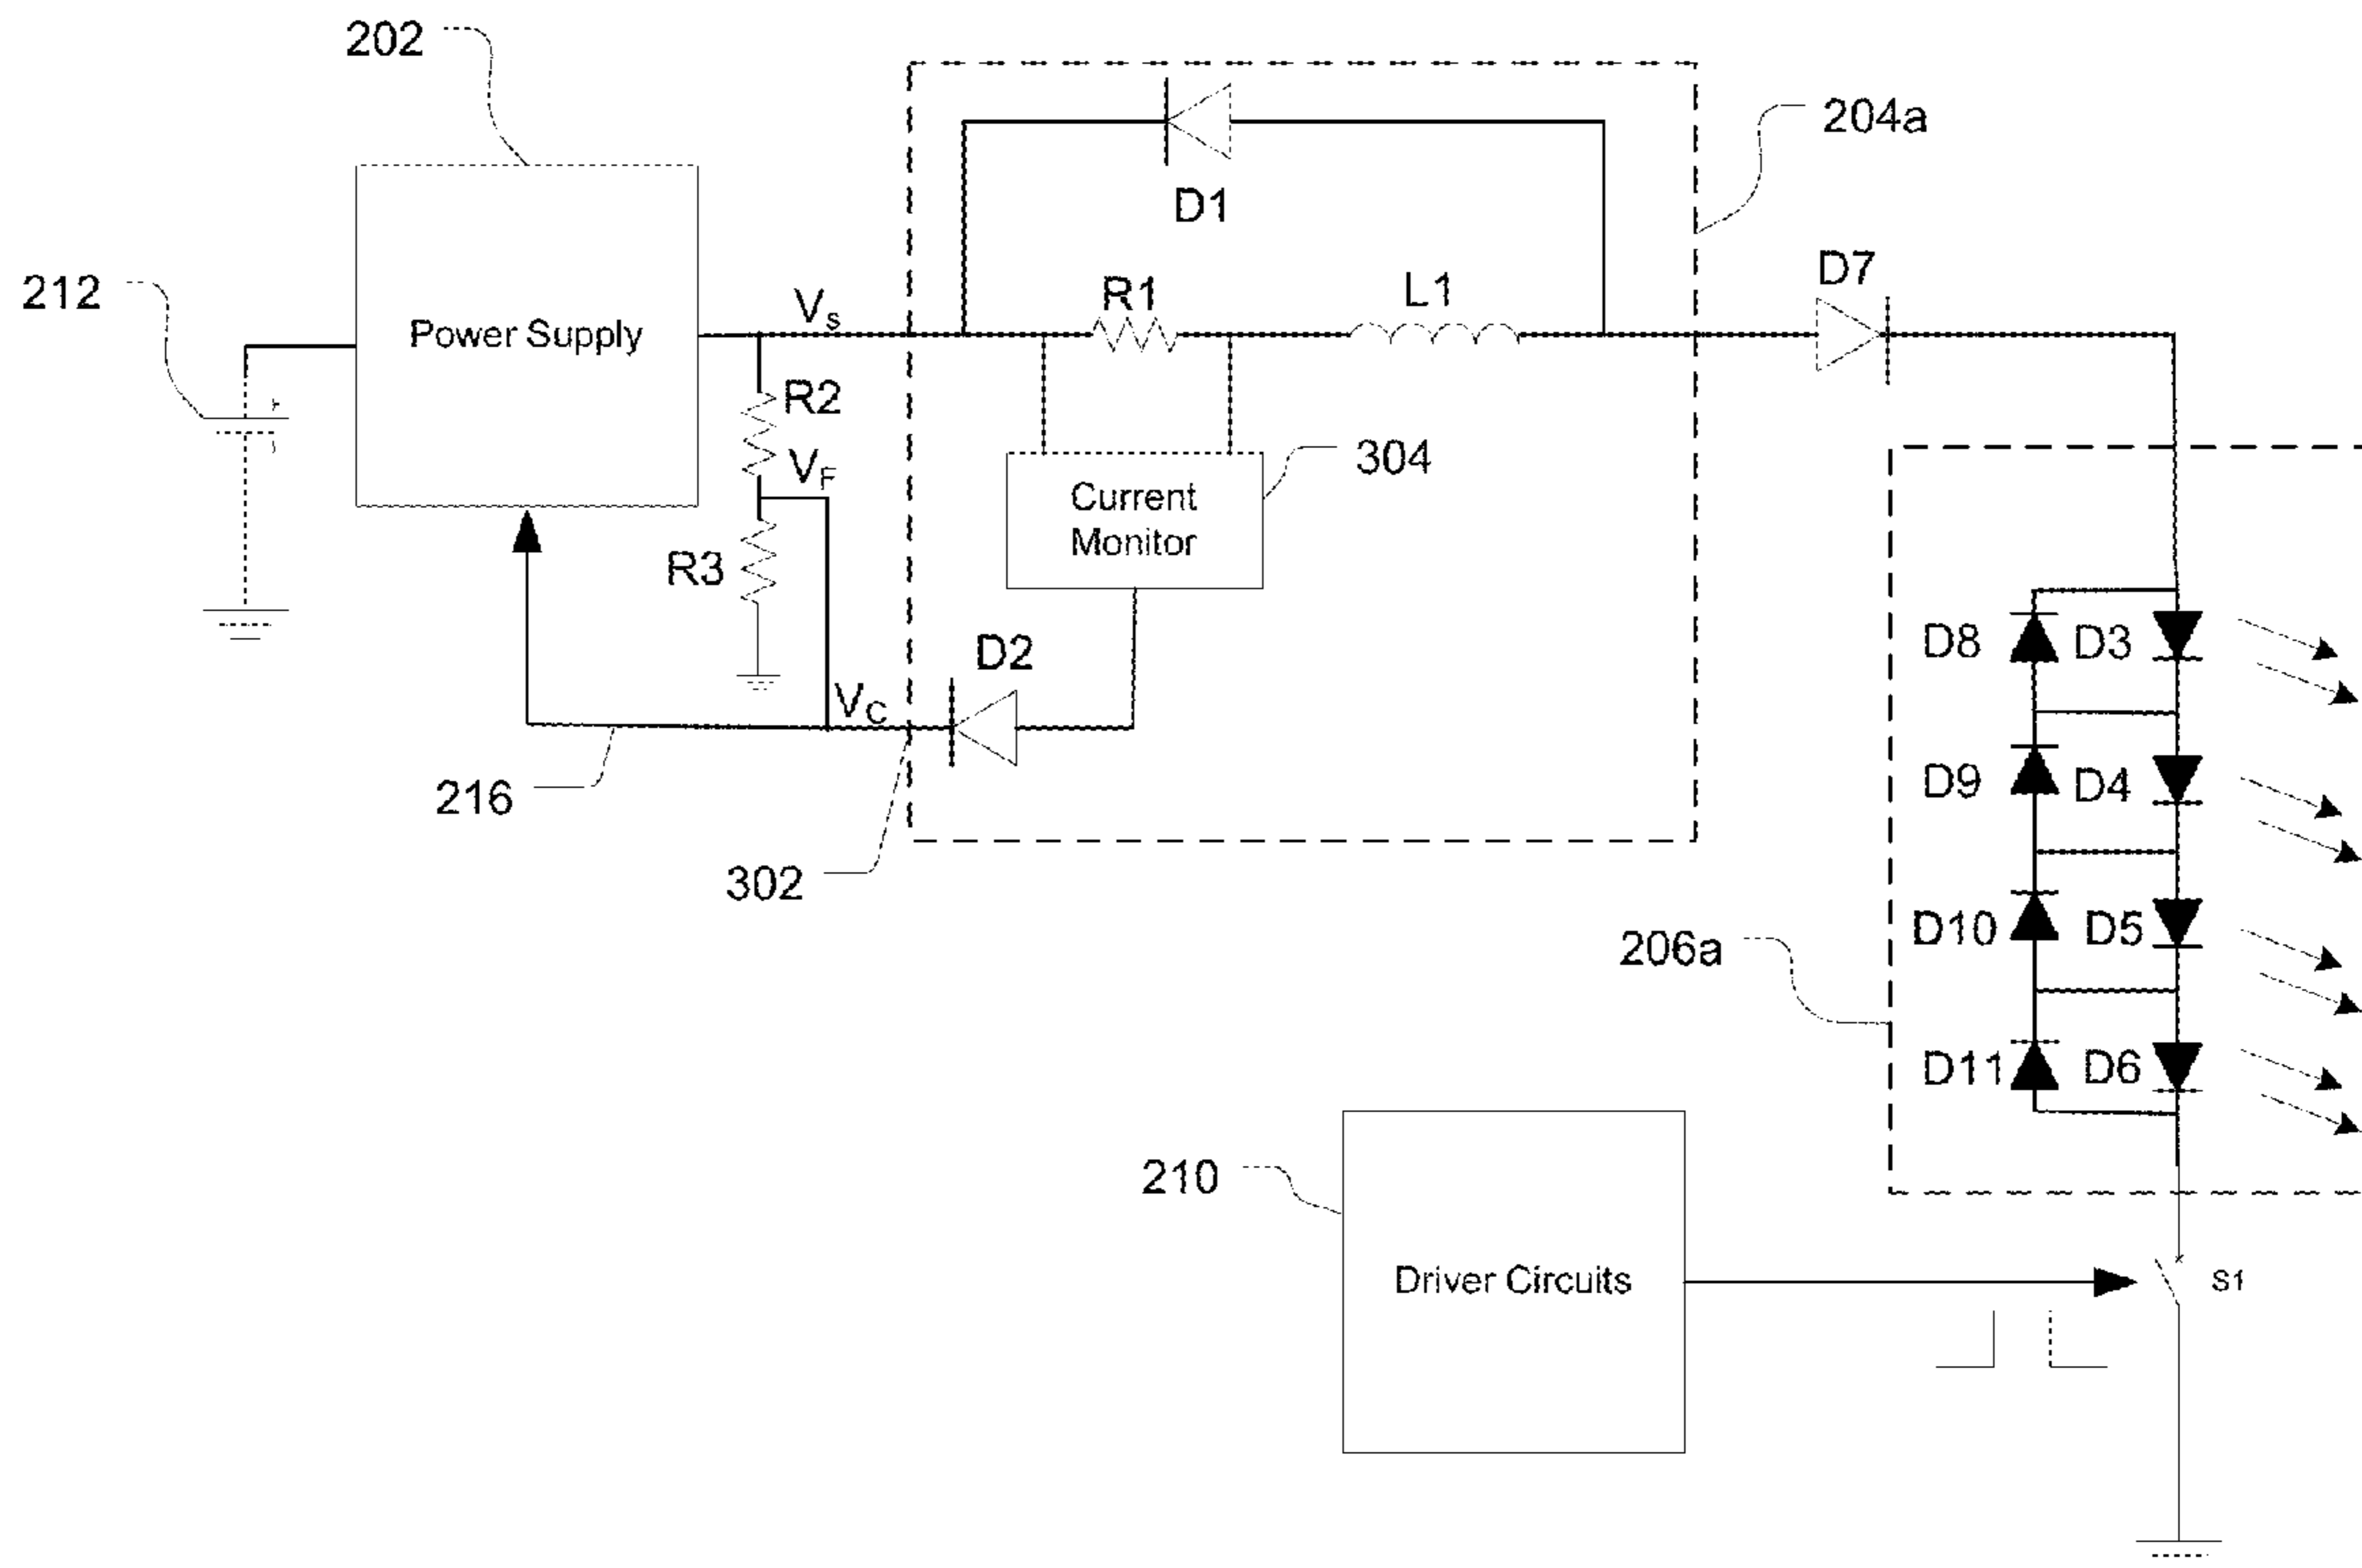 202
204a
D1
212
Power Supply
Vs
R1
L1
D7
R2
VF
304
Current
Monitor
R3
D2
VC
216
302
D8
D3
D9
D4
D10
D5
206a
D11
D6
210
Driver Circuits
S1